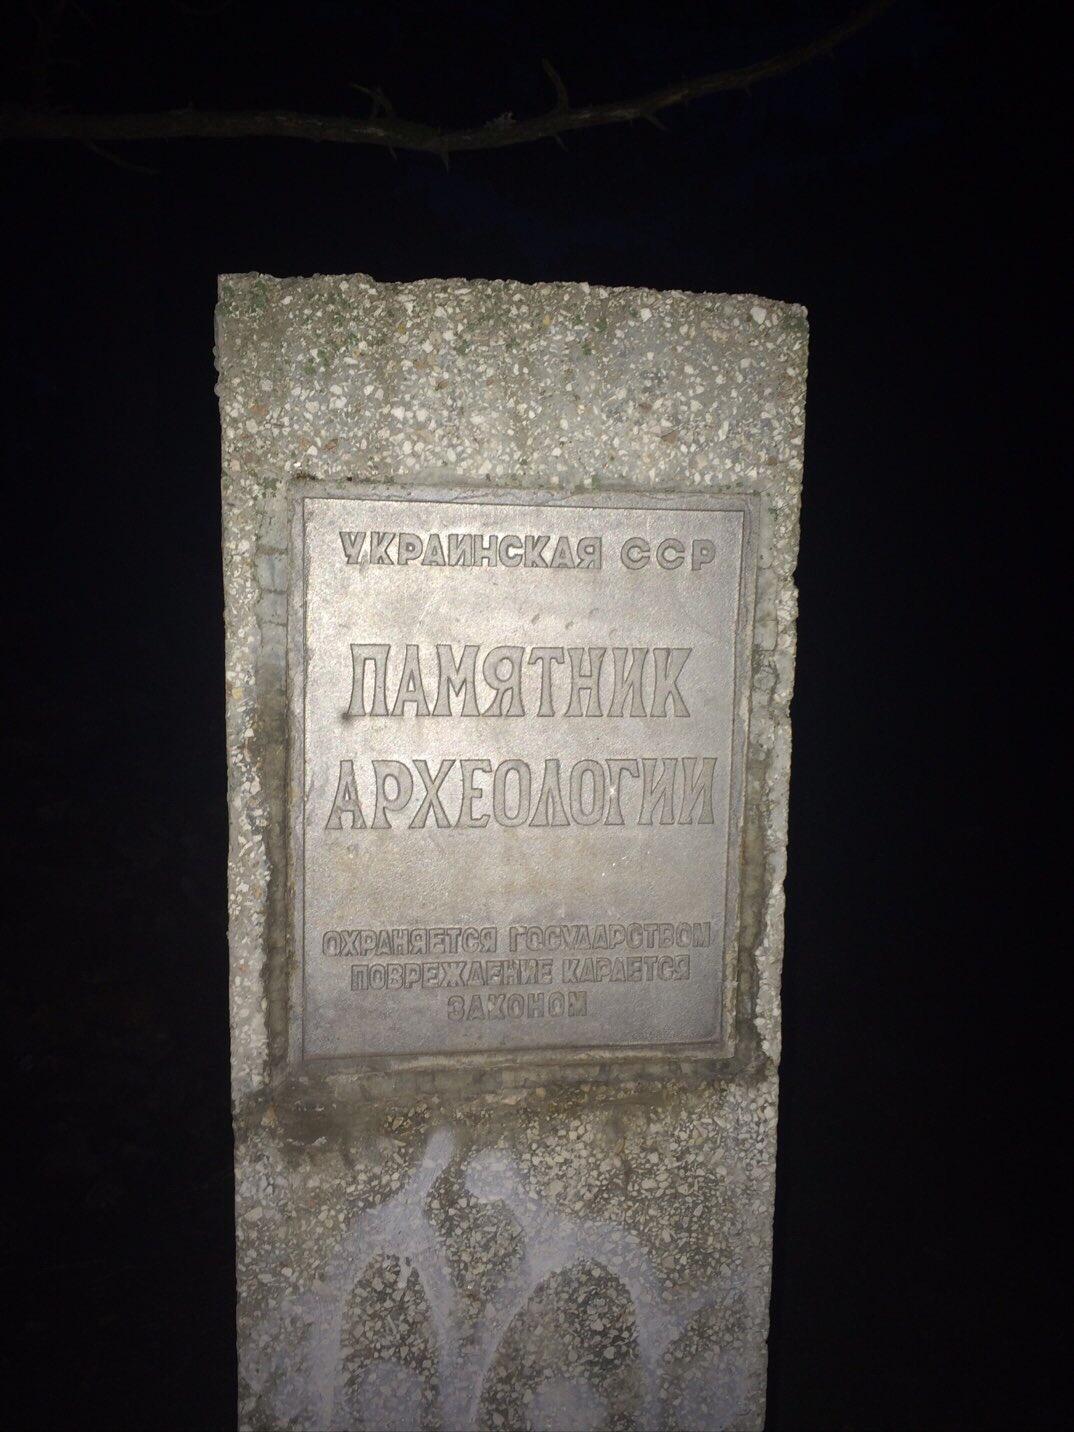 УКРАИНСКАЯ ССР
ПАМЯТНИК
АРХЕОЛОГИИ
ОХРАНЯЕТСЯ ГОСУДАРСТВОМ
ПОВРЕЖДЕНИЕ КАРАЕТСЯ
ЗАКОНОМ